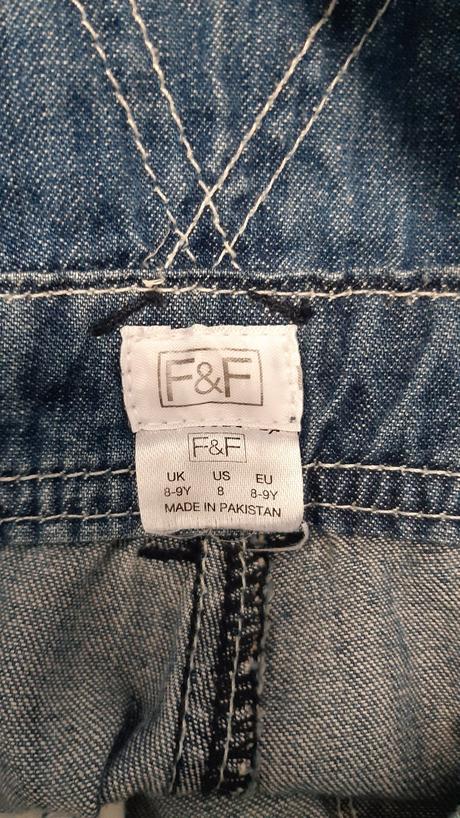 F&F
F&F
UK US EU
8-9Y 8 8-9Y
MADE IN PAKISTAN